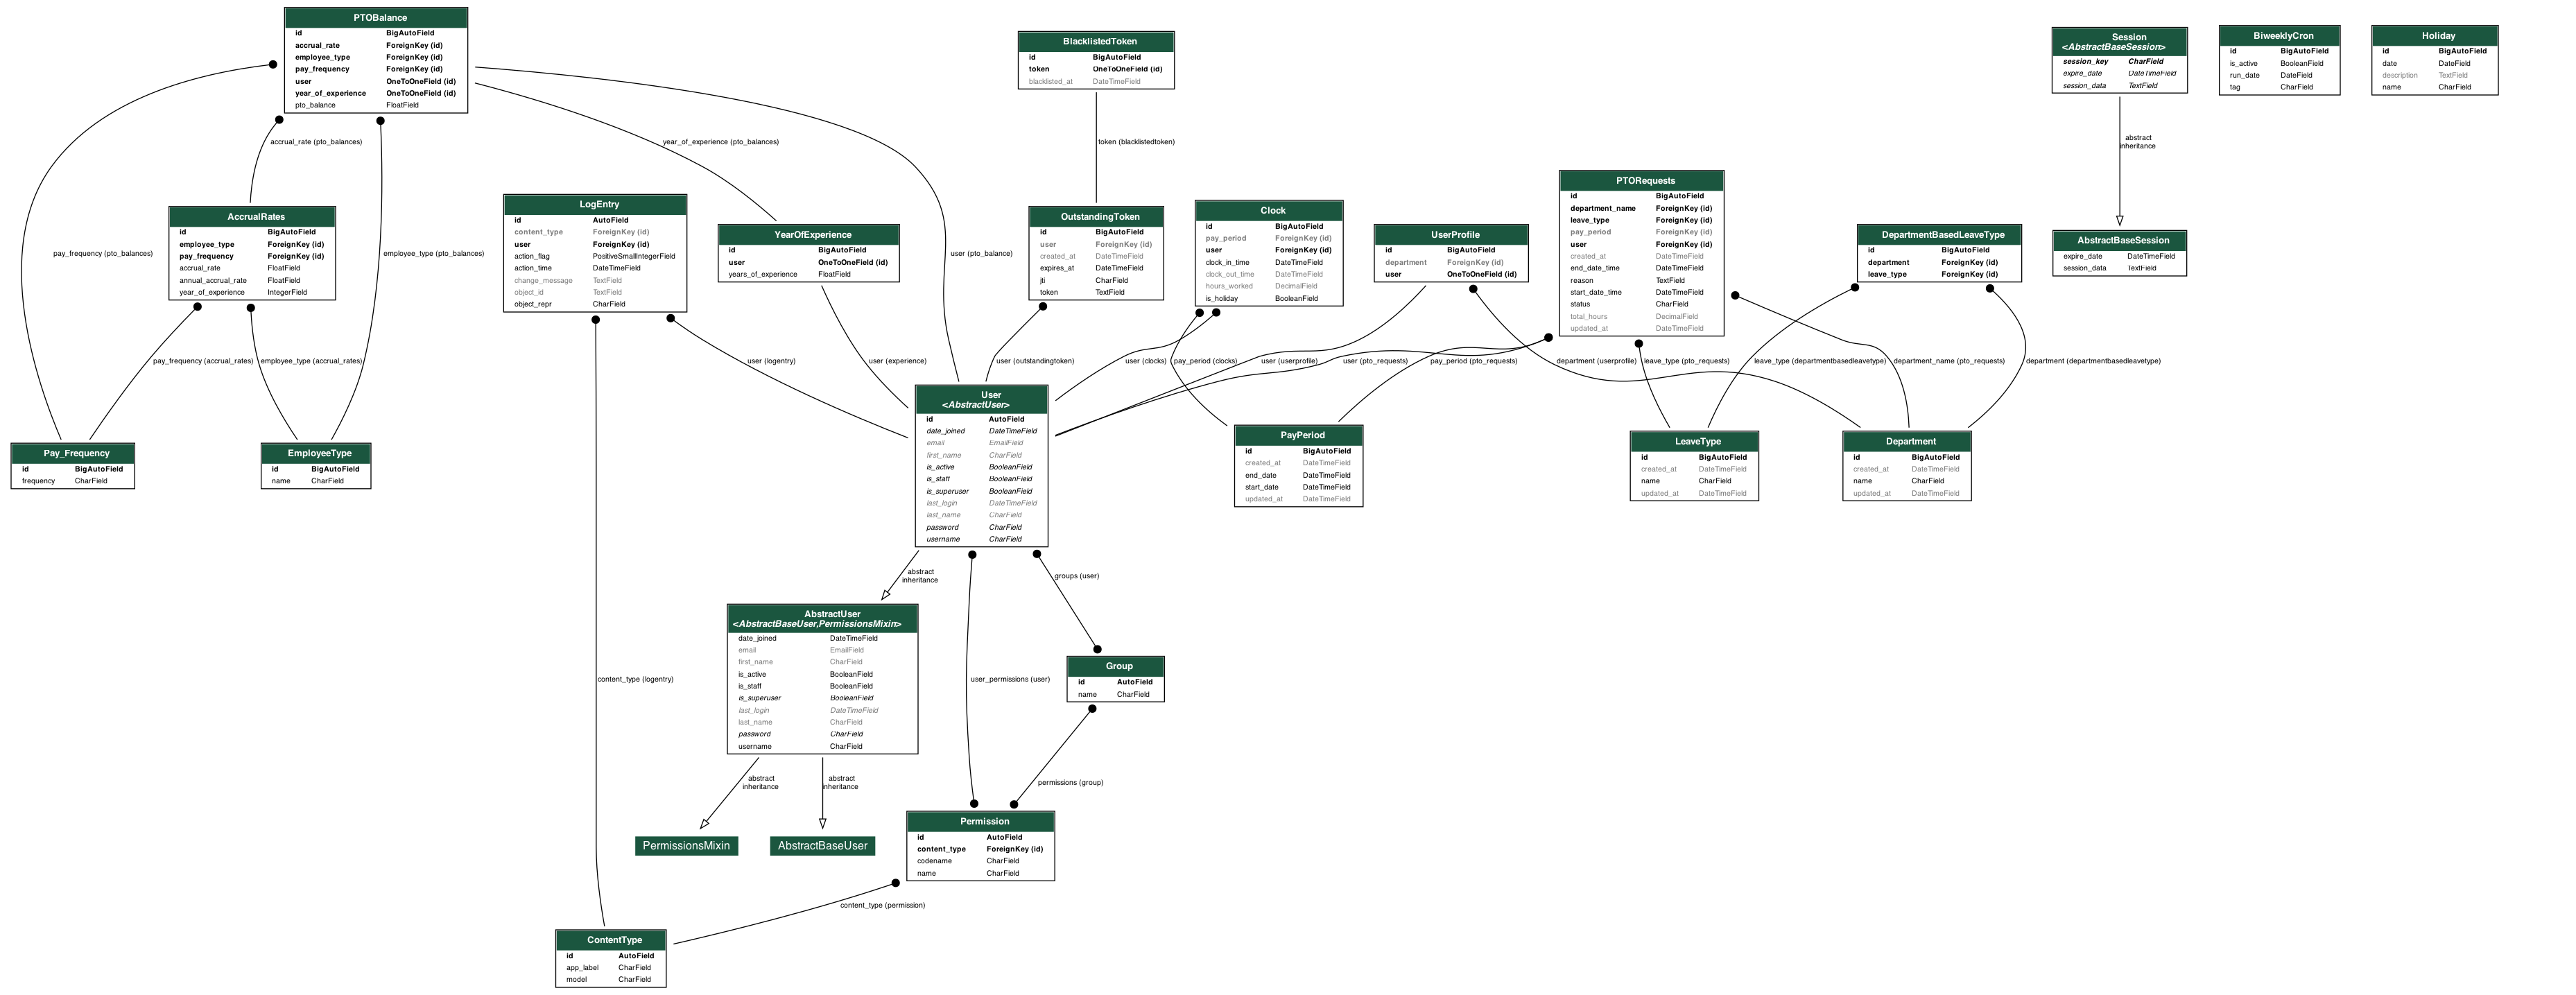 PTOBalance
id BigAutoField
accrual_rate ForeignKey (id)
employee_type ForeignKey (id)
pay_frequency ForeignKey (id)
user OneToOneField (id)
year_of_experience OneToOneField (id)
pto_balance FloatField
BlacklistedToken
id BigAutoField
token OneToOneField (id)
blacklisted_at DateTimeField
Session
<AbstractBaseSession>
session_key CharField
expire_date DateTimeField
session_data TextField
BiweeklyCron
id BigAutoField
is_active BooleanField
run_date DateField
tag CharField
Holiday
id BigAutoField
date DateField
description TextField
name CharField
accrual_rate (pto_balances)
year_of_experience (pto_balances)
token (blacklistedtoken)
abstract
inheritance
pay_frequency (pto_balances)
employee_type (pto_balances)
user (pto_balance)
AccrualRates
id BigAutoField
employee_type ForeignKey (id)
pay_frequency ForeignKey (id)
accrual_rate FloatField
annual_accrual_rate FloatField
year_of_experience IntegerField
LogEntry
id AutoField
content_type ForeignKey (id)
user ForeignKey (id)
action_flag PositiveSmallIntegerField
action_time DateTimeField
change_message TextField
object_id TextField
object_repr CharField
YearOfExperience
id BigAutoField
user OneToOneField (id)
years_of_experience FloatField
OutstandingToken
id BigAutoField
user ForeignKey (id)
created_at DateTimeField
expires_at DateTimeField
jti CharField
token TextField
Clock
id BigAutoField
pay_period ForeignKey (id)
user ForeignKey (id)
clock_in_time DateTimeField
clock_out_time DateTimeField
hours_worked DecimalField
is_holiday BooleanField
UserProfile
id BigAutoField
department ForeignKey (id)
user OneToOneField (id)
PTORequests
id BigAutoField
department_name ForeignKey (id)
leave_type ForeignKey (id)
pay_period ForeignKey (id)
user ForeignKey (id)
created_at DateTimeField
end_date_time DateTimeField
reason TextField
start_date_time DateTimeField
status CharField
total_hours DecimalField
updated_at DateTimeField
DepartmentBasedLeaveType
id BigAutoField
department ForeignKey (id)
leave_type ForeignKey (id)
AbstractBaseSession
expire_date DateTimeField
session_data TextField
pay_frequency (accrual_rates)
employee_type (accrual_rates)
user (logentry)
user (experience)
user (outstandingtoken)
user (clocks)
pay_period (clocks)
user (userprofile)
user (pto_requests)
pay_period (pto_requests)
department (userprofile)
leave_type (pto_requests)
leave_type (departmentbasedleavetype)
department_name (pto_requests)
department (departmentbasedleavetype)
Pay_Frequency
id BigAutoField
frequency CharField
EmployeeType
id BigAutoField
name CharField
User
<AbstractUser>
id AutoField
date_joined DateTimeField
email EmailField
first_name CharField
is_active BooleanField
is_staff BooleanField
is_superuser BooleanField
last_login DateTimeField
last_name CharField
password CharField
username CharField
PayPeriod
id BigAutoField
created_at DateTimeField
end_date DateTimeField
start_date DateTimeField
updated_at DateTimeField
LeaveType
id BigAutoField
created_at DateTimeField
name CharField
updated_at DateTimeField
Department
id BigAutoField
created_at DateTimeField
name CharField
updated_at DateTimeField
abstract
inheritance
groups (user)
AbstractUser
<AbstractBaseUser,PermissionsMixin>
date_joined DateTimeField
email EmailField
first_name CharField
is_active BooleanField
is_staff BooleanField
is_superuser BooleanField
last_login DateTimeField
last_name CharField
password CharField
username CharField
content_type (logentry)
user_permissions (user)
Group
id AutoField
name CharField
abstract
inheritance
abstract
inheritance
permissions (group)
PermissionsMixin
AbstractBaseUser
Permission
id AutoField
content_type ForeignKey (id)
codename CharField
name CharField
content_type (permission)
ContentType
id AutoField
app_label CharField
model CharField